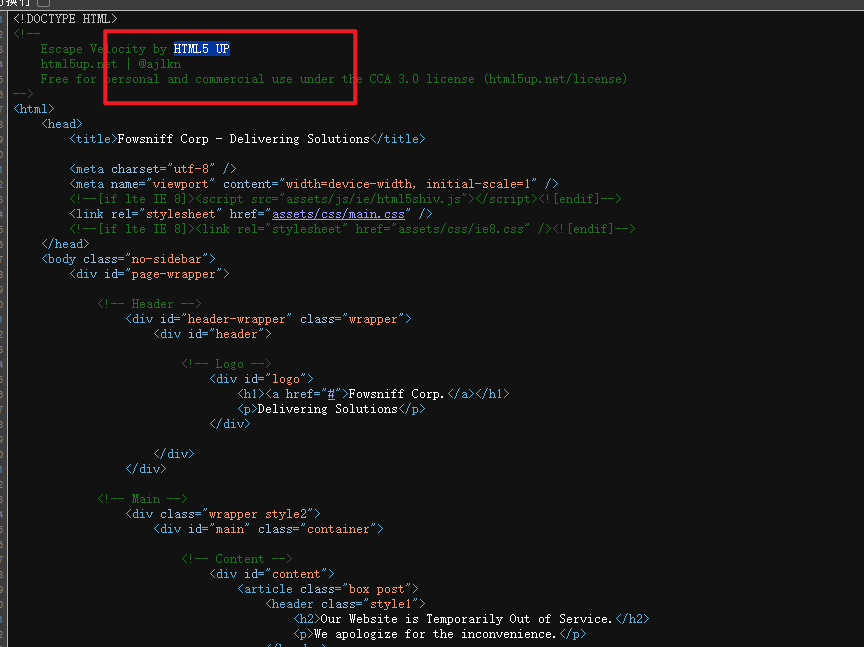 <!DOCTYPE HTML>
<!--
Escape Velocity by HTML5 UP
html5up.net | @ajlkn
Free for personal and commercial use under the CCA 3.0 license (html5up.net/license)
-->
<html>
<head>
<title>Fowsniff Corp - Delivering Solutions</title>
<meta charset="utf-8" />
<meta name="viewport" content="width=device-width, initial-scale=1" />
<!--[if lte IE 8]><script src="assets/js/ie/html5shiv.js"></script><![endif]-->
<link rel="stylesheet" href="assets/css/main.css" />
<!--[if lte IE 8]><link rel="stylesheet" href="assets/css/ie8.css" /><![endif]-->
</head>
<body class="no-sidebar">
<div id="page-wrapper">
<!-- Header -->
<div id="header-wrapper" class="wrapper">
<div id="header">
<!-- Logo -->
<div id="logo">
<h1><a href="#">Fowsniff Corp.</a></h1>
<p>Delivering Solutions</p>
</div>
</div>
</div>
<!-- Main -->
<div class="wrapper style2">
<div id="main" class="container">
<!-- Content -->
<div id="content">
<article class="box post">
<header class="style1">
<h2>Our Website is Temporarily Out of Service.</h2>
<p>We apologize for the inconvenience.</p>